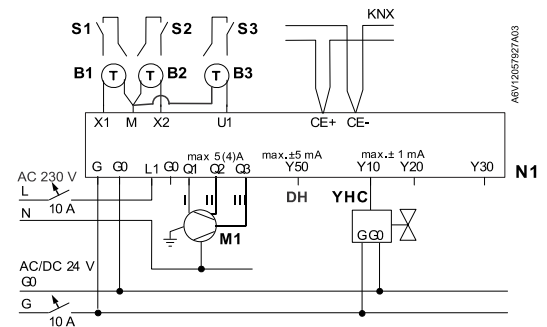 KNX
S1 S2 S3
A6V12057927A03
B1 T T B2 T B3
X1 M X2 U1 CE+ CE-
max 5(4)A max.±5 mA max.± 1 mA
G G0 L1 G0 Q1 Q2 Q3 Y50 Y10 Y20 Y30 N1
AC 230 V
L I II III DH YHC
10 A
N M1
G G0
AC/DC 24 V
G0
G
10 A